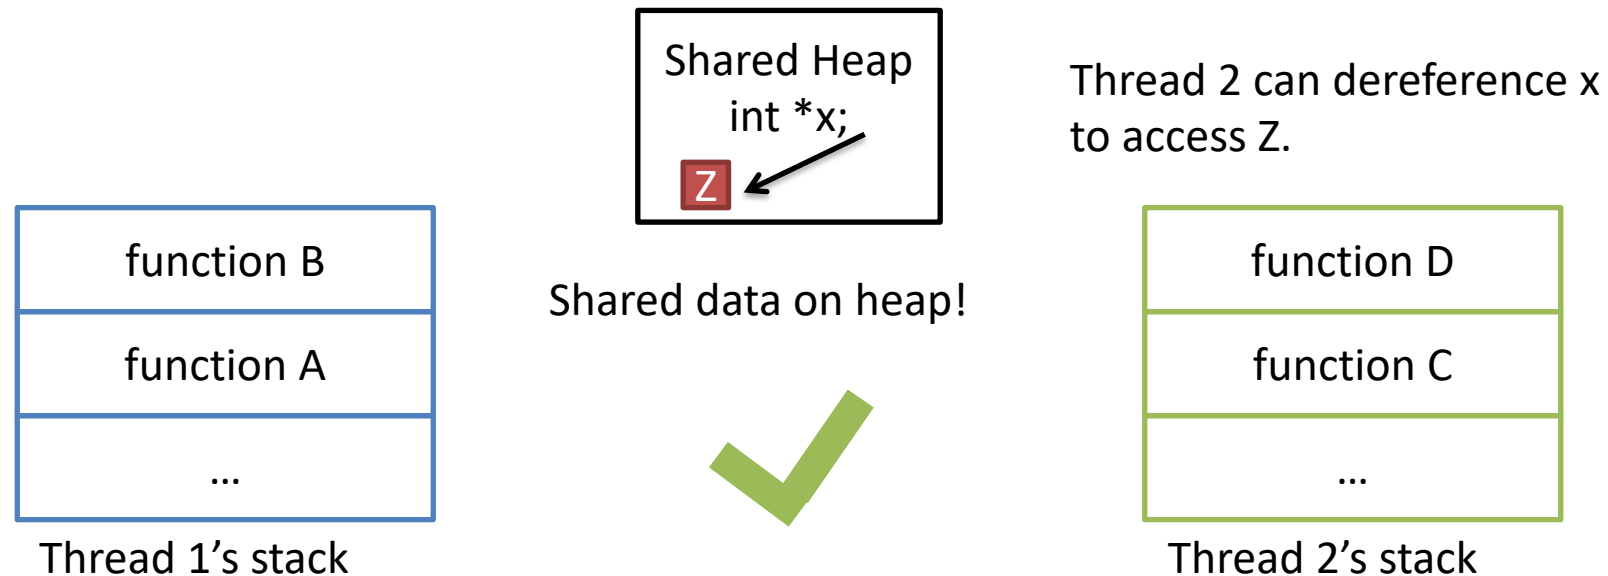 Shared Heap
int *x;
Z
Thread 2 can dereference x
to access Z.
function B
function A
...
Thread 1’s stack
Shared data on heap!
function D
function C
...
Thread 2’s stack